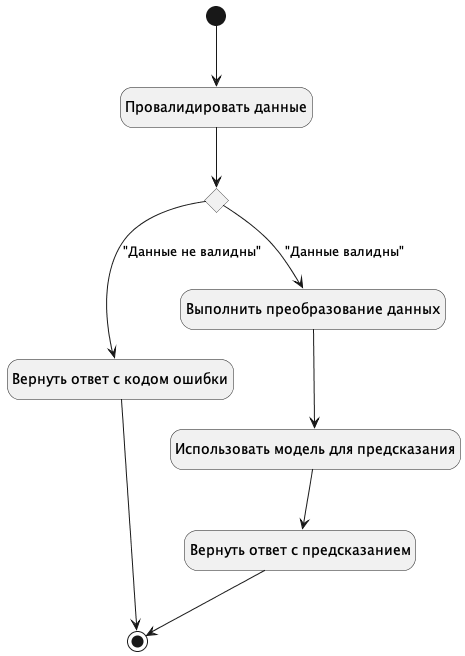 Провалидировать данные
"Данные не валидны"
"Данные валидны"
Выполнить преобразование данных
Вернуть ответ с кодом ошибки
Использовать модель для предсказания
Вернуть ответ с предсказанием